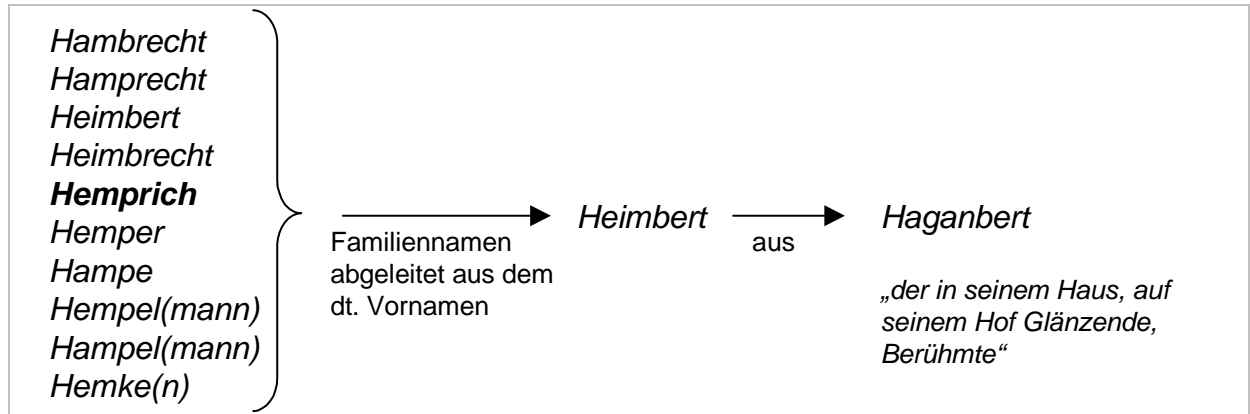 Hambrecht
Hamprecht
Heimbert
Heimbrecht
Hemprich
Hemper
Hampe
Hempel(mann)
Hampel(mann)
Hemke(n)
Familiennamen
abgeleitet aus dem
dt. Vornamen
Heimbert
aus
Haganbert
„der in seinem Haus, auf
seinem Hof Glänzende,
Berühmte“